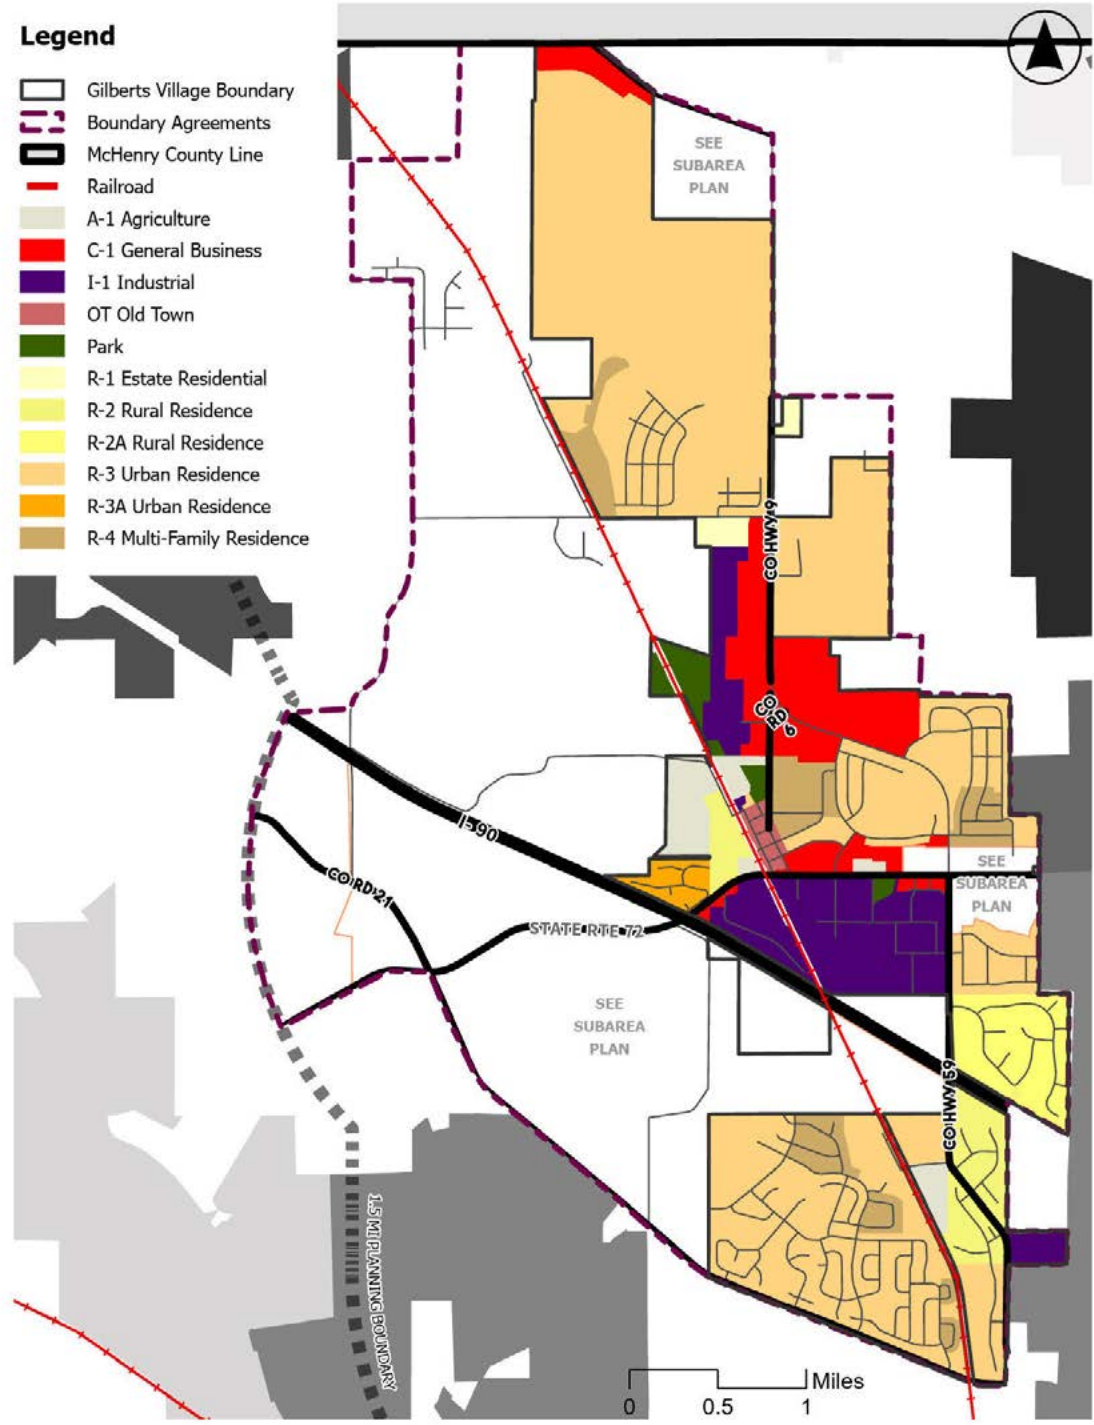 Legend
Gilberts Village Boundary
Boundary Agreements
McHenry County Line
Railroad
A-1 Agriculture
C-1 General Business
I-1 Industrial
OT Old Town
Park
R-1 Estate Residential
R-2 Rural Residence
R-2A Rural Residence
R-3 Urban Residence
R-3A Urban Residence
R-4 Multi-Family Residence
SEE
SUBAREA
PLAN
CO HWY 9
CO
RD 6
I-90
CO RD 21
STATE RTE 72
SEE
SUBAREA
PLAN
SEE
SUBAREA
PLAN
CO HWY 59
1.5 MI PLANNING BOUNDARY
Miles
0 0.5 1